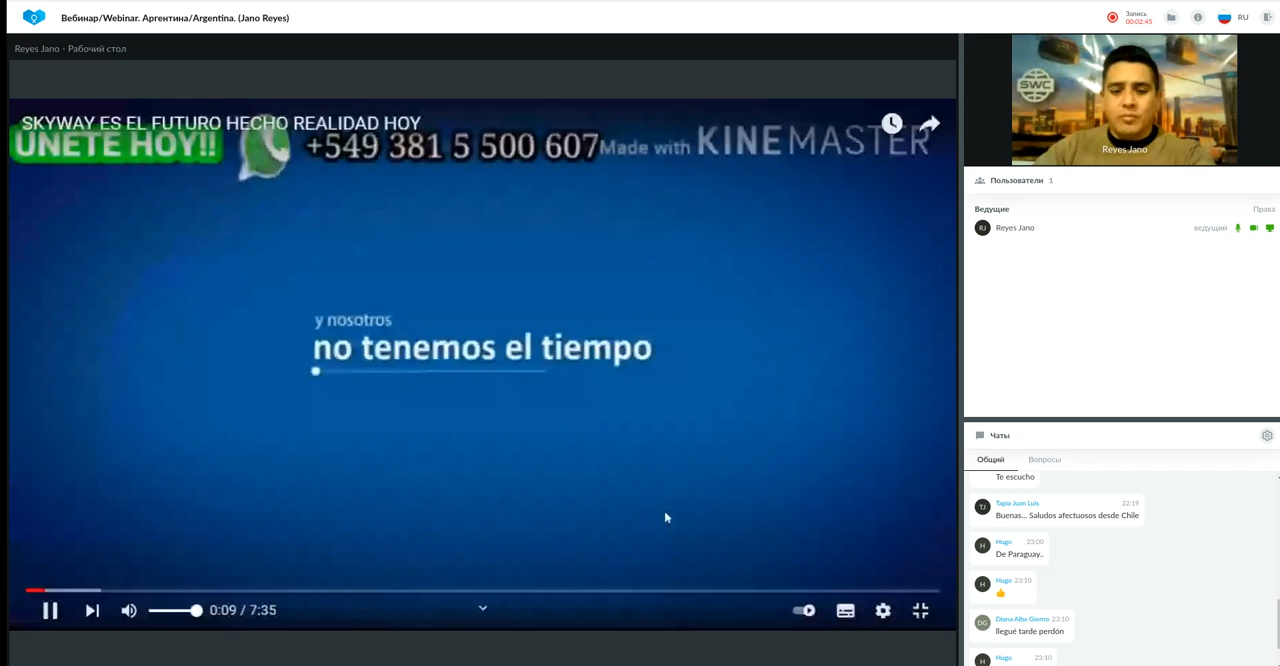 Вебинар/Webinar. Аргентина/Argentina. (Jano Reyes)
Запись
00:02:45
RU
Reyes Jano - Рабочий стол
SKYWAY ES EL FUTURO HECHO REALIDAD HOY
UNETE HOY!!
+549 381 5 500 607
Made with KINEMASTER
y nosotros
no tenemos el tiempo
0:09 / 7:35
SWC
Reyes Jano
Пользователи 1
Ведущие
Права
RJ
Reyes Jano
ведущий
Чаты
Общий
Вопросы
Te escucho
TJ
Tapia Juan Luis
22:19
Buenas... Saludos afectuosos desde Chile
H
Hugo
23:00
De Paraguay..
H
Hugo
23:10
👍
DG
Diana Alba Giorno
23:10
llegué tarde perdón
H
Hugo
23:10